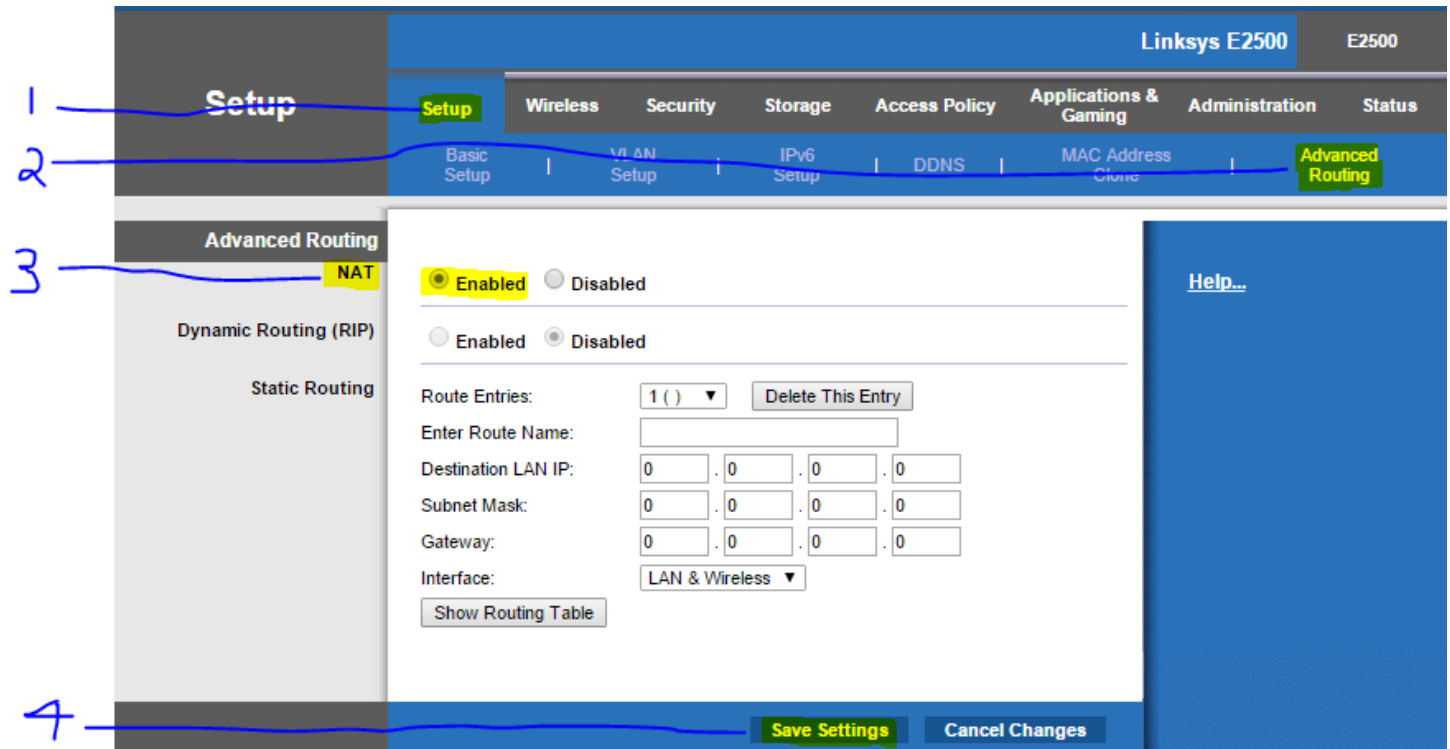 Linksys E2500 E2500
1
Setup
Setup Wireless Security Storage Access Policy Applications & Gaming Administration Status
2
Basic Setup | VLAN Setup | IPv6 Setup | DDNS | MAC Address Clone | Advanced Routing
Advanced Routing
3
NAT
Enabled Disabled
Help...
Dynamic Routing (RIP)
Enabled Disabled
Static Routing
Route Entries: 1 ( ) Delete This Entry
Enter Route Name:
Destination LAN IP: 0 . 0 . 0 . 0
Subnet Mask: 0 . 0 . 0 . 0
Gateway: 0 . 0 . 0 . 0
Interface: LAN & Wireless
Show Routing Table
4
Save Settings Cancel Changes